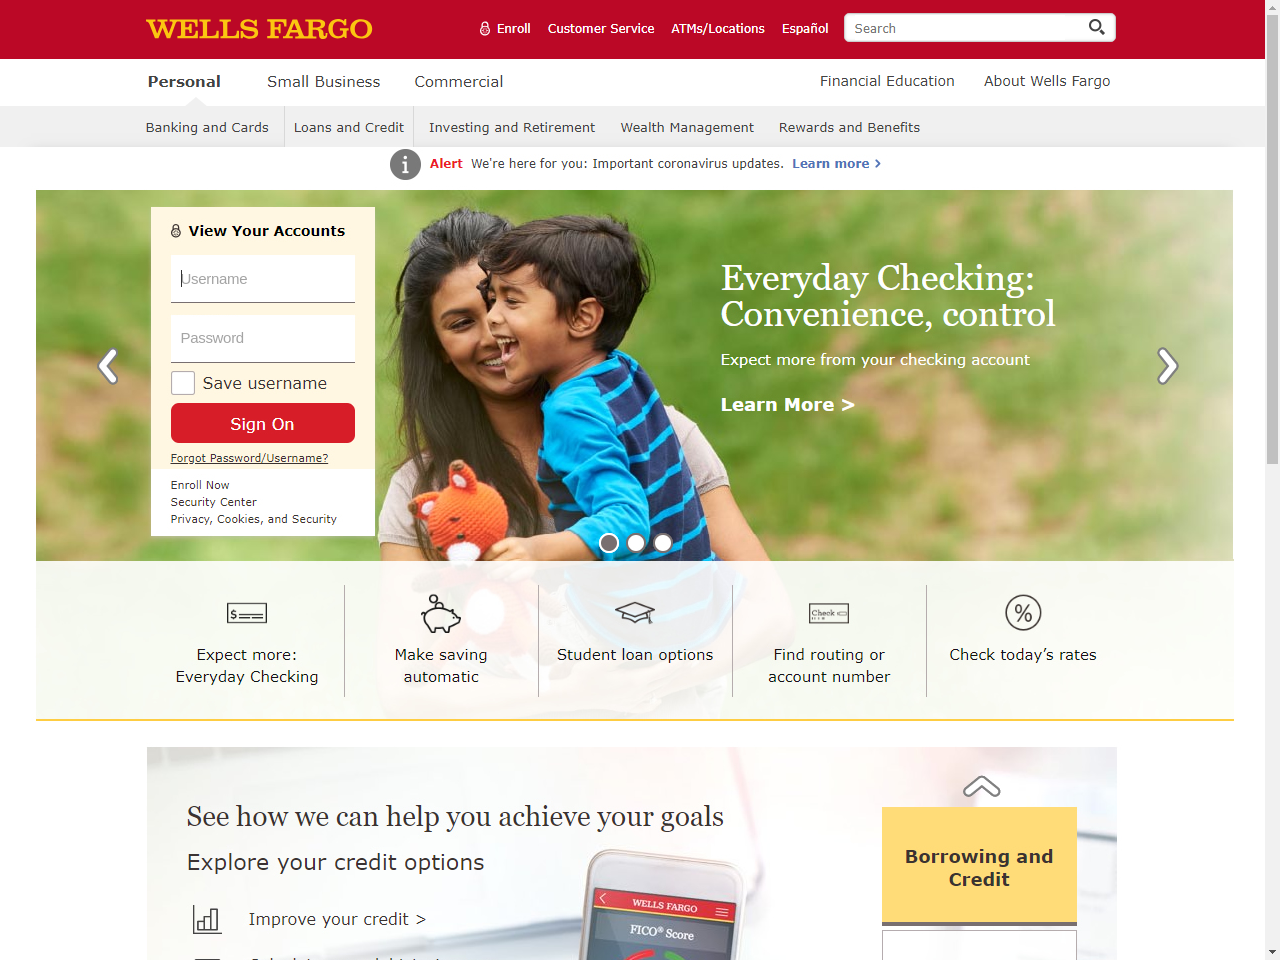 WELLS FARGO
Enroll Customer Service ATMs/Locations Español Search
Personal Small Business Commercial Financial Education About Wells Fargo
Banking and Cards Loans and Credit Investing and Retirement Wealth Management Rewards and Benefits
Alert We're here for you: Important coronavirus updates. Learn more >
View Your Accounts
Username
Password
Save username
Sign On
Forgot Password/Username?
Enroll Now
Security Center
Privacy, Cookies, and Security
Everyday Checking:
Convenience, control
Expect more from your checking account
Learn More >
Expect more:
Everyday Checking
Make saving
automatic
Student loan options
Check
Find routing or
account number
%
Check today’s rates
See how we can help you achieve your goals
Explore your credit options
Improve your credit >
WELLS FARGO
FICO® Score
Borrowing and
Credit